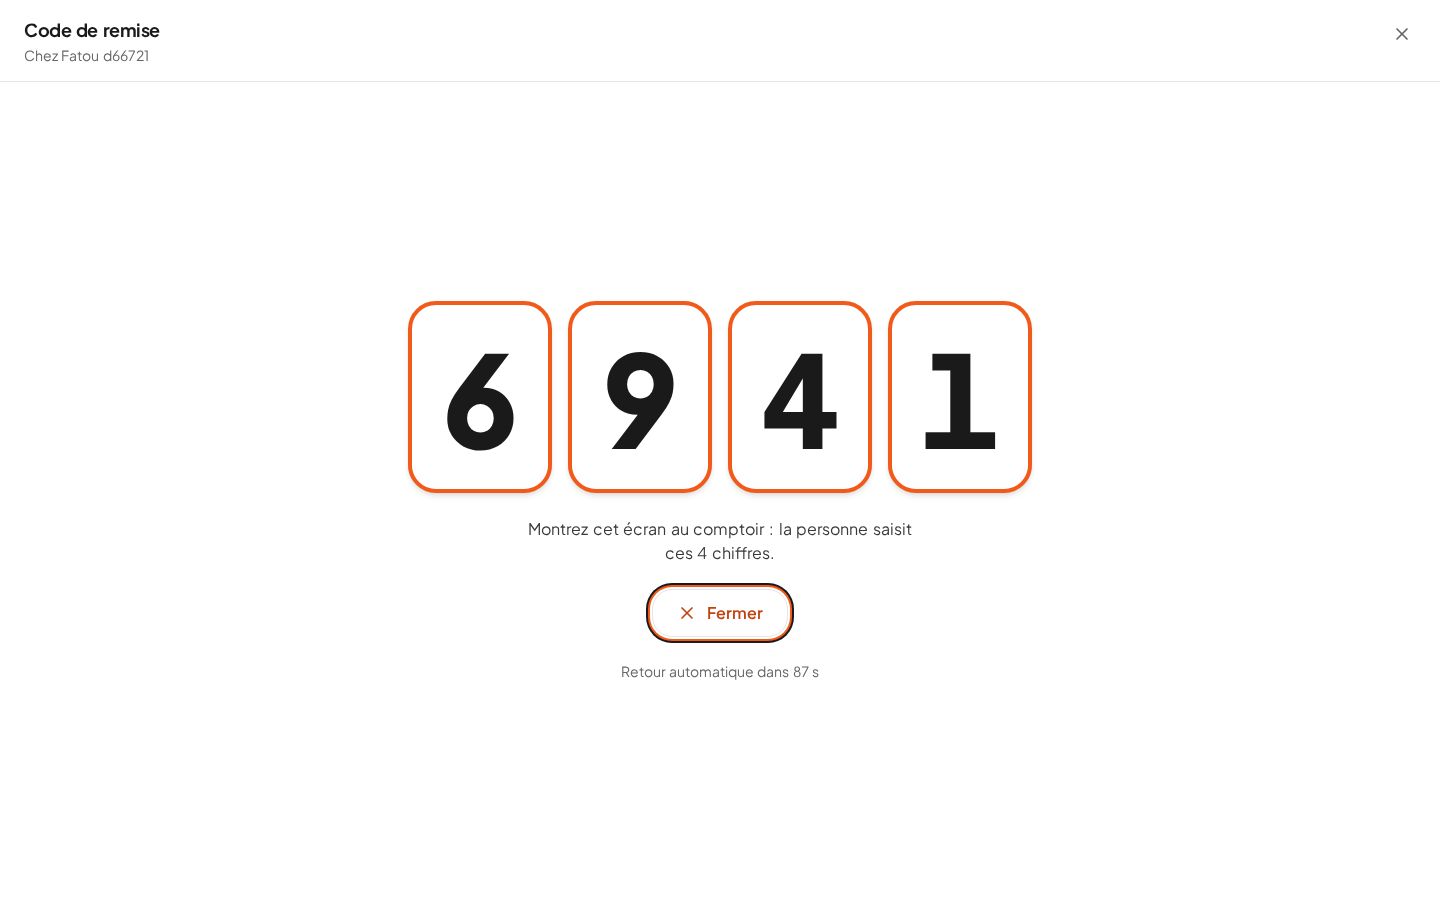 Code de remise
Chez Fatou d66721
6 9 4 1
Montrez cet écran au comptoir : la personne saisit
ces 4 chiffres.
Fermer
Retour automatique dans 87 s